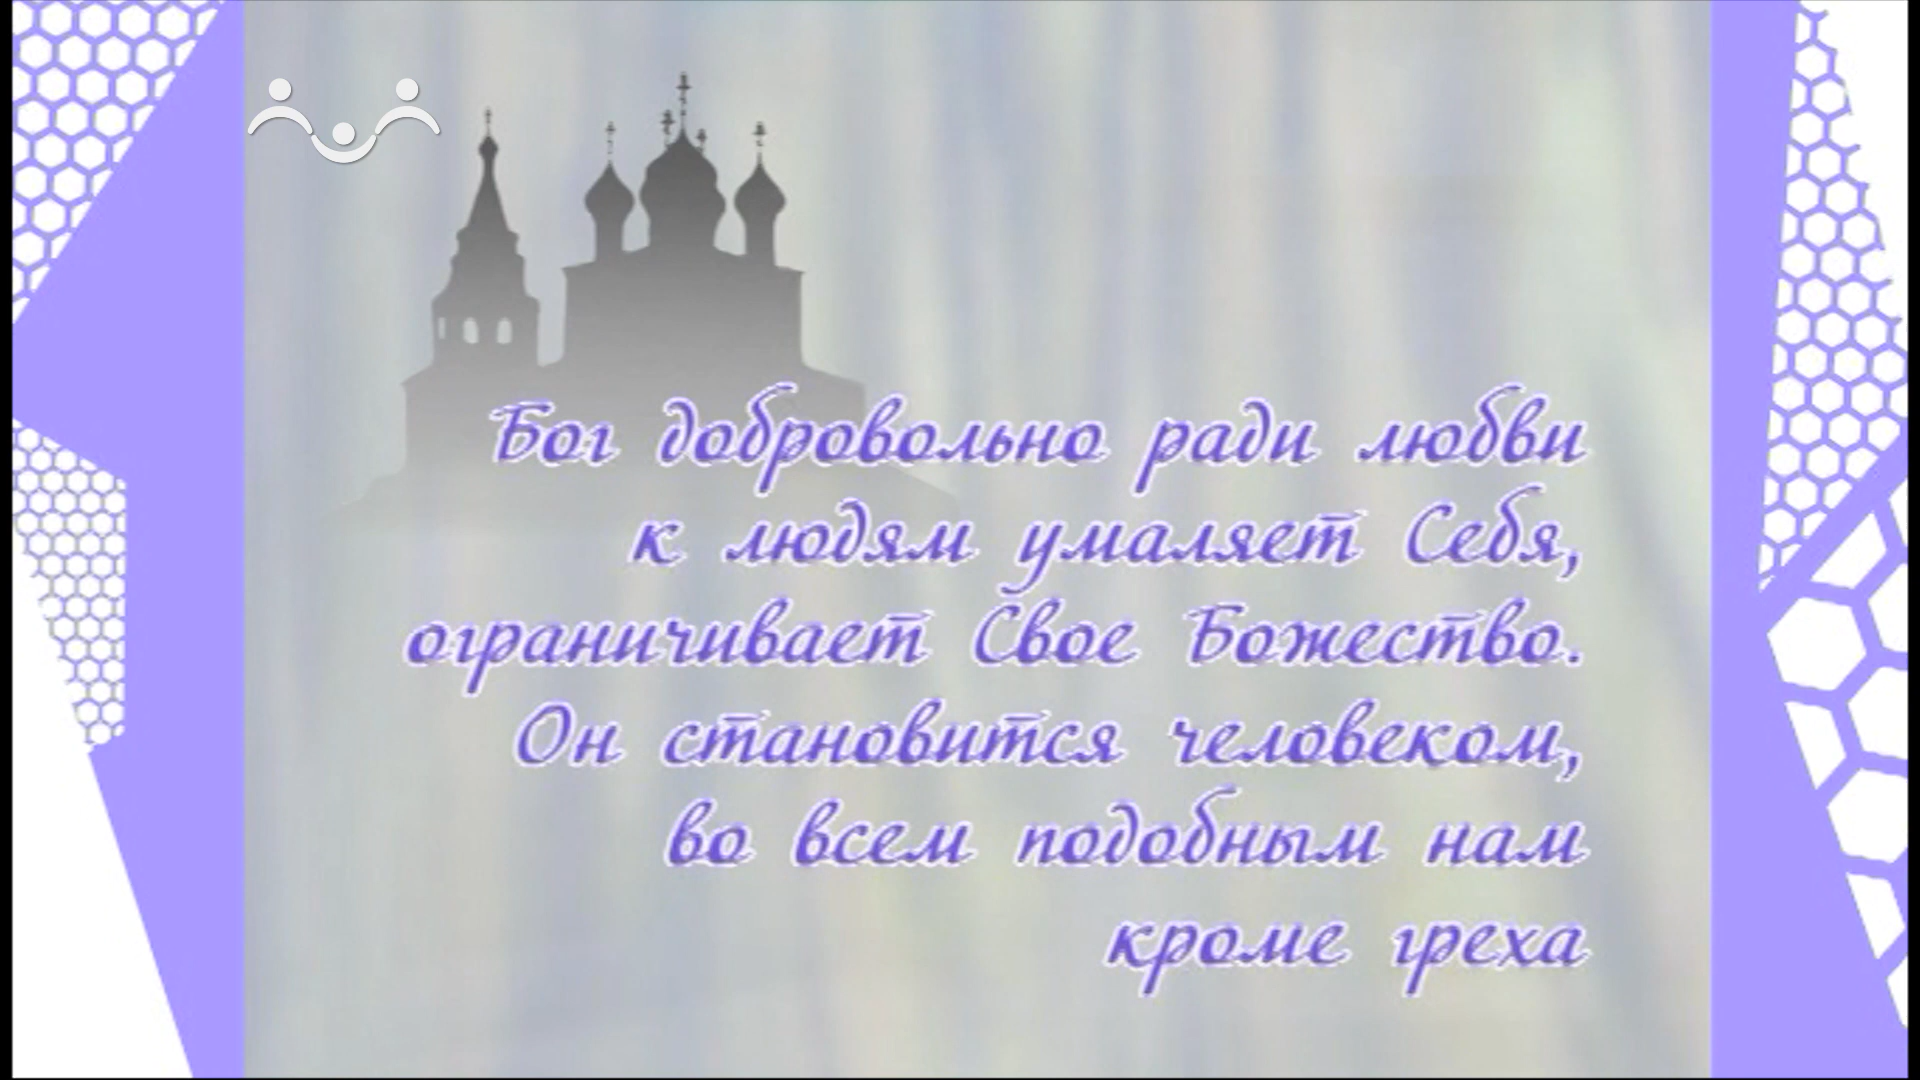 Бог добровольно ради любви
к людям умаляет Себя,
ограничивает Свое Божество.
Он становится человеком,
во всем подобным нам
кроме греха